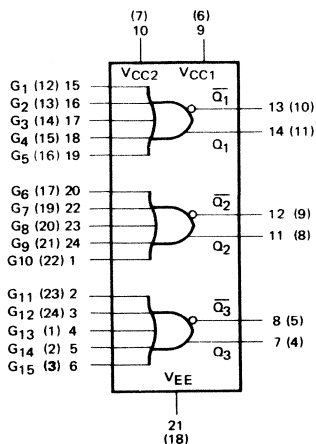 (7) (6)
10 9
VCC2 VCC1
G1 (12) 15
G2 (13) 16
G3 (14) 17
G4 (15) 18
G5 (16) 19
Q1
13 (10)
14 (11)
Q1
G6 (17) 20
G7 (19) 22
G8 (20) 23
G9 (21) 24
G10 (22) 1
Q2
12 (9)
11 (8)
Q2
G11 (23) 2
G12 (24) 3
G13 (1) 4
G14 (2) 5
G15 (3) 6
Q3
8 (5)
7 (4)
Q3
VEE
21
(18)